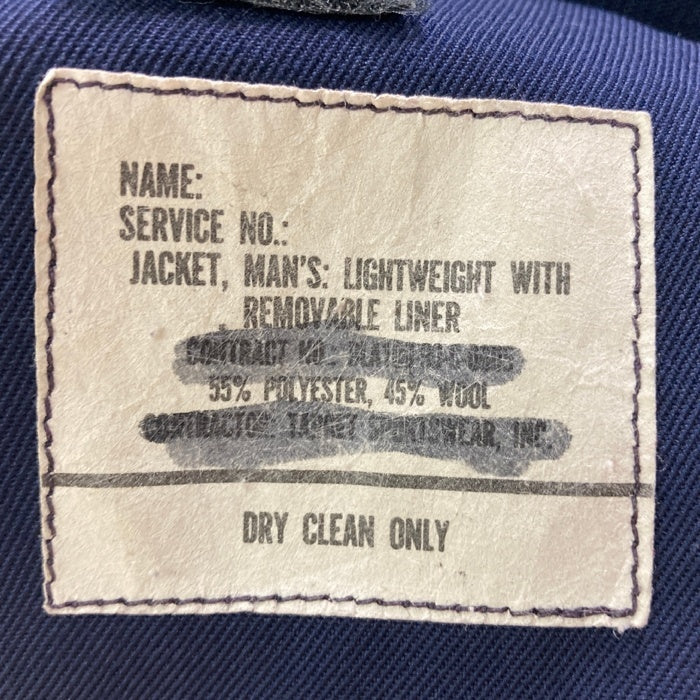 NAME:
SERVICE NO.:
JACKET, MAN'S: LIGHTWEIGHT WITH
REMOVABLE LINER
CONTRACT NO.
55% POLYESTER, 45% WOOL
CONTRACTOR: SPORTSWEAR, INC.
DRY CLEAN ONLY